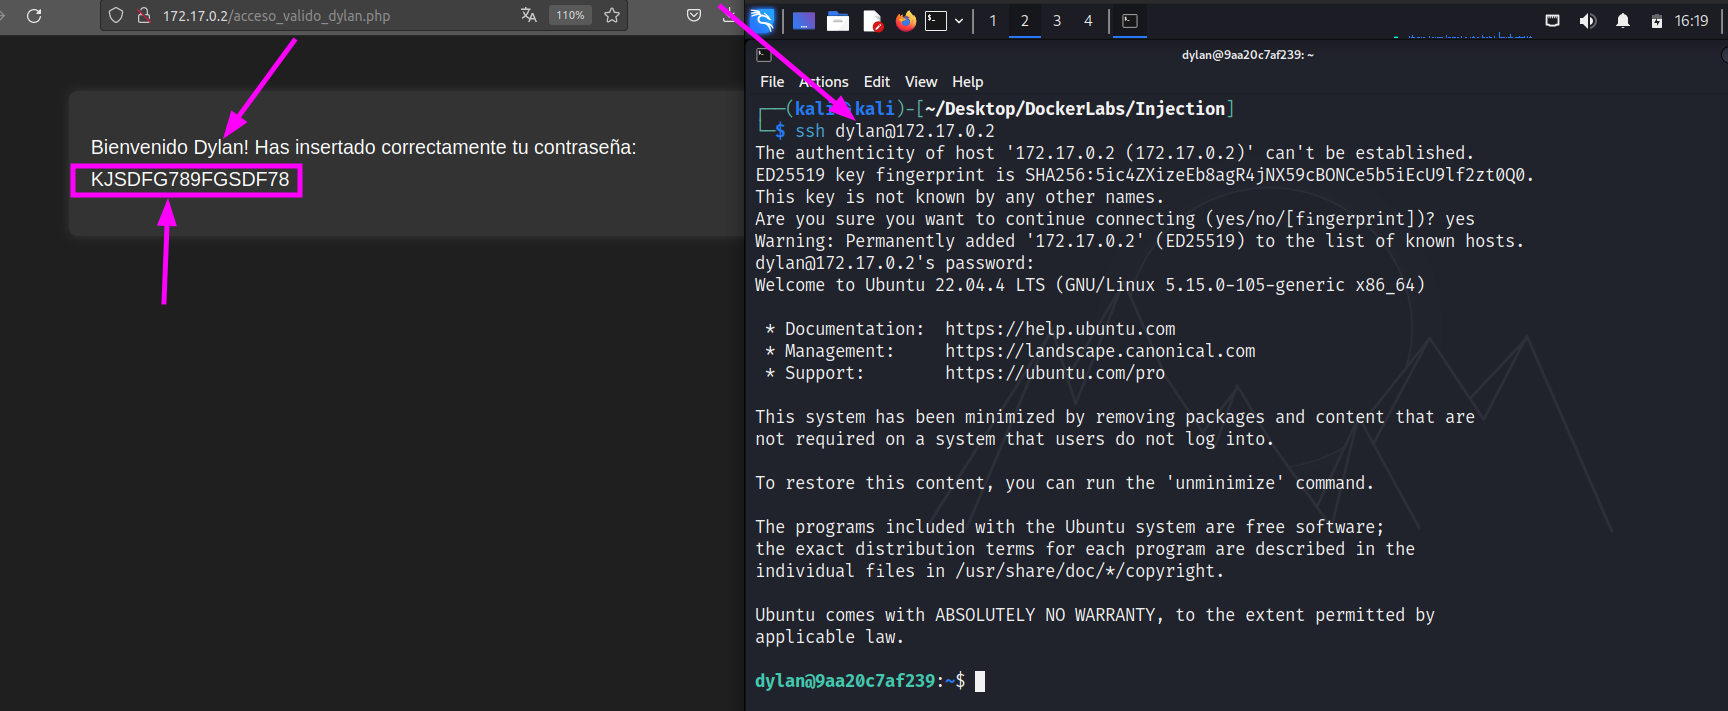 172.17.0.2/acceso_valido_dylan.php
110%
Bienvenido Dylan! Has insertado correctamente tu contraseña:
KJSDFG789FGSDF78
1 2 3 4
16:19
dylan@9aa20c7af239: ~
File Actions Edit View Help
(kali@kali)-[~/Desktop/DockerLabs/Injection]
$ ssh dylan@172.17.0.2
The authenticity of host '172.17.0.2 (172.17.0.2)' can't be established.
ED25519 key fingerprint is SHA256:5ic4ZXizeEb8agR4jNX59cBONCe5b5iEcU9lf2zt0Q0.
This key is not known by any other names.
Are you sure you want to continue connecting (yes/no/[fingerprint])? yes
Warning: Permanently added '172.17.0.2' (ED25519) to the list of known hosts.
dylan@172.17.0.2's password:
Welcome to Ubuntu 22.04.4 LTS (GNU/Linux 5.15.0-105-generic x86_64)
* Documentation: https://help.ubuntu.com
* Management: https://landscape.canonical.com
* Support: https://ubuntu.com/pro
This system has been minimized by removing packages and content that are
not required on a system that users do not log into.
To restore this content, you can run the 'unminimize' command.
The programs included with the Ubuntu system are free software;
the exact distribution terms for each program are described in the
individual files in /usr/share/doc/*/copyright.
Ubuntu comes with ABSOLUTELY NO WARRANTY, to the extent permitted by
applicable law.
dylan@9aa20c7af239:~$